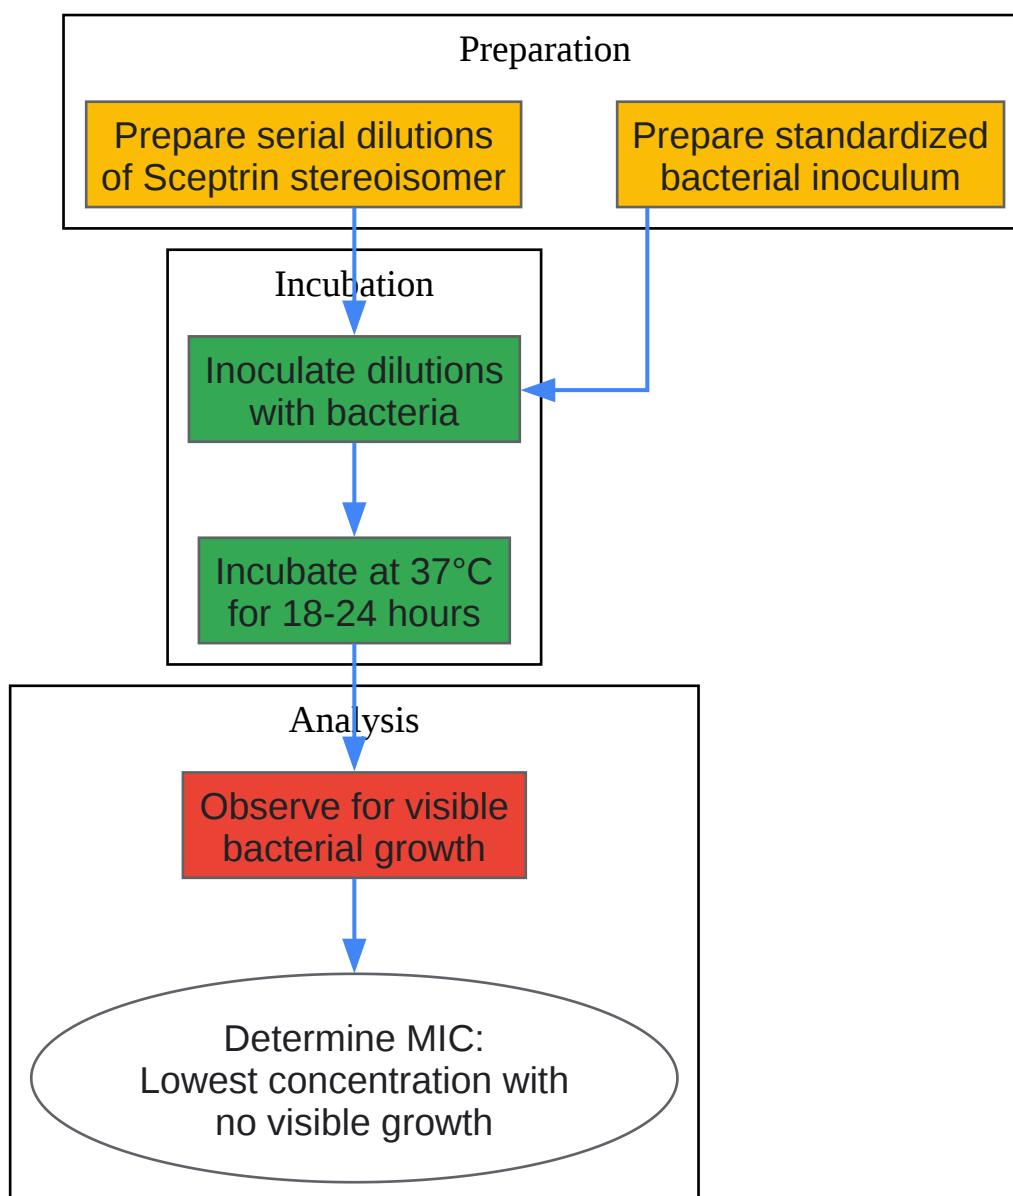 Preparation
Prepare serial dilutions
of Sceptrin stereoisomer
Prepare standardized
bacterial inoculum
Incubation
Inoculate dilutions
with bacteria
Incubate at 37°C
for 18-24 hours
Analysis
Observe for visible
bacterial growth
Determine MIC:
Lowest concentration with
no visible growth